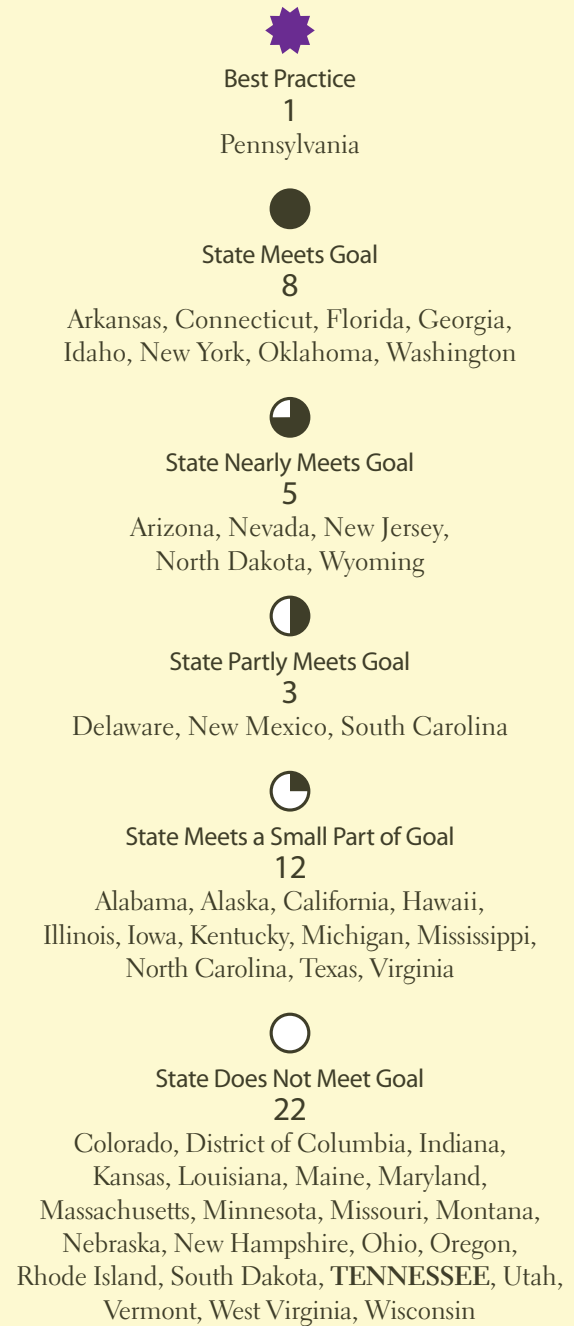 Best Practice
1
Pennsylvania
State Meets Goal
8
Arkansas, Connecticut, Florida, Georgia,
Idaho, New York, Oklahoma, Washington
State Nearly Meets Goal
5
Arizona, Nevada, New Jersey,
North Dakota, Wyoming
State Partly Meets Goal
3
Delaware, New Mexico, South Carolina
State Meets a Small Part of Goal
12
Alabama, Alaska, California, Hawaii,
Illinois, Iowa, Kentucky, Michigan, Mississippi,
North Carolina, Texas, Virginia
State Does Not Meet Goal
22
Colorado, District of Columbia, Indiana,
Kansas, Louisiana, Maine, Maryland,
Massachusetts, Minnesota, Missouri, Montana,
Nebraska, New Hampshire, Ohio, Oregon,
Rhode Island, South Dakota, TENNESSEE, Utah,
Vermont, West Virginia, Wisconsin